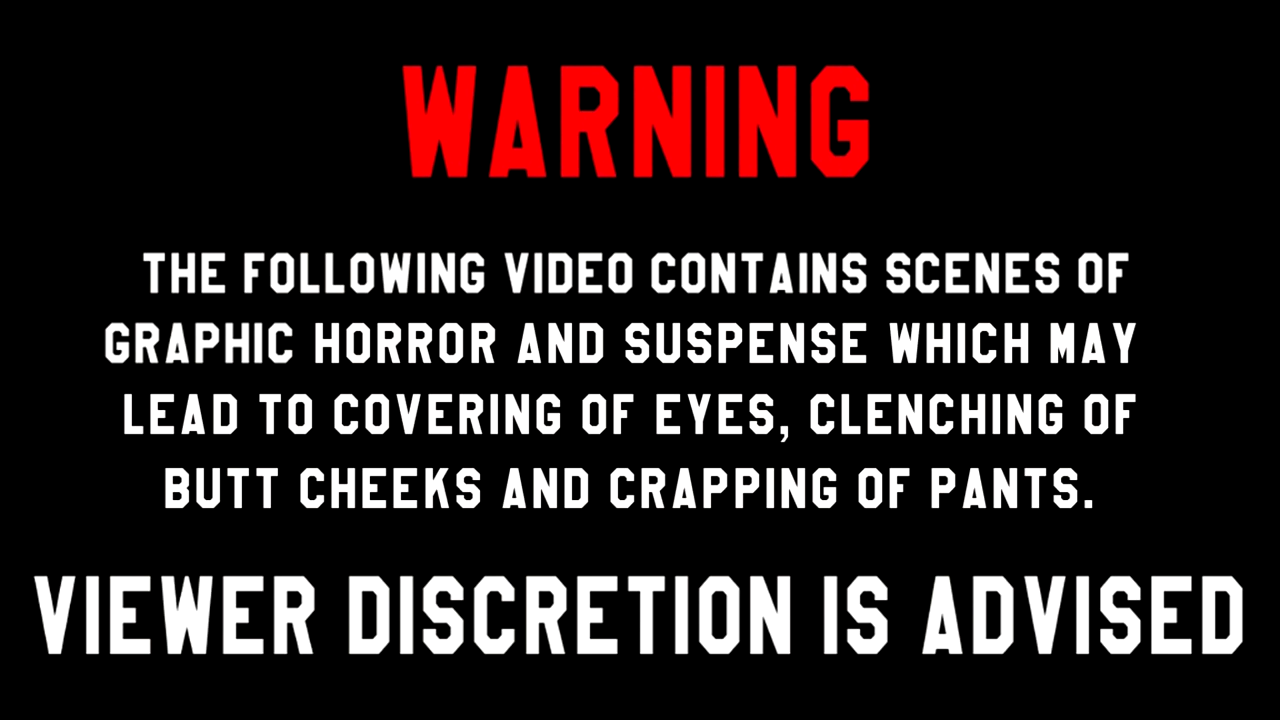 WARNING
THE FOLLOWING VIDEO CONTAINS SCENES OF
GRAPHIC HORROR AND SUSPENSE WHICH MAY
LEAD TO COVERING OF EYES, CLENCHING OF
BUTT CHEEKS AND CRAPPING OF PANTS.
VIEWER DISCRETION IS ADVISED